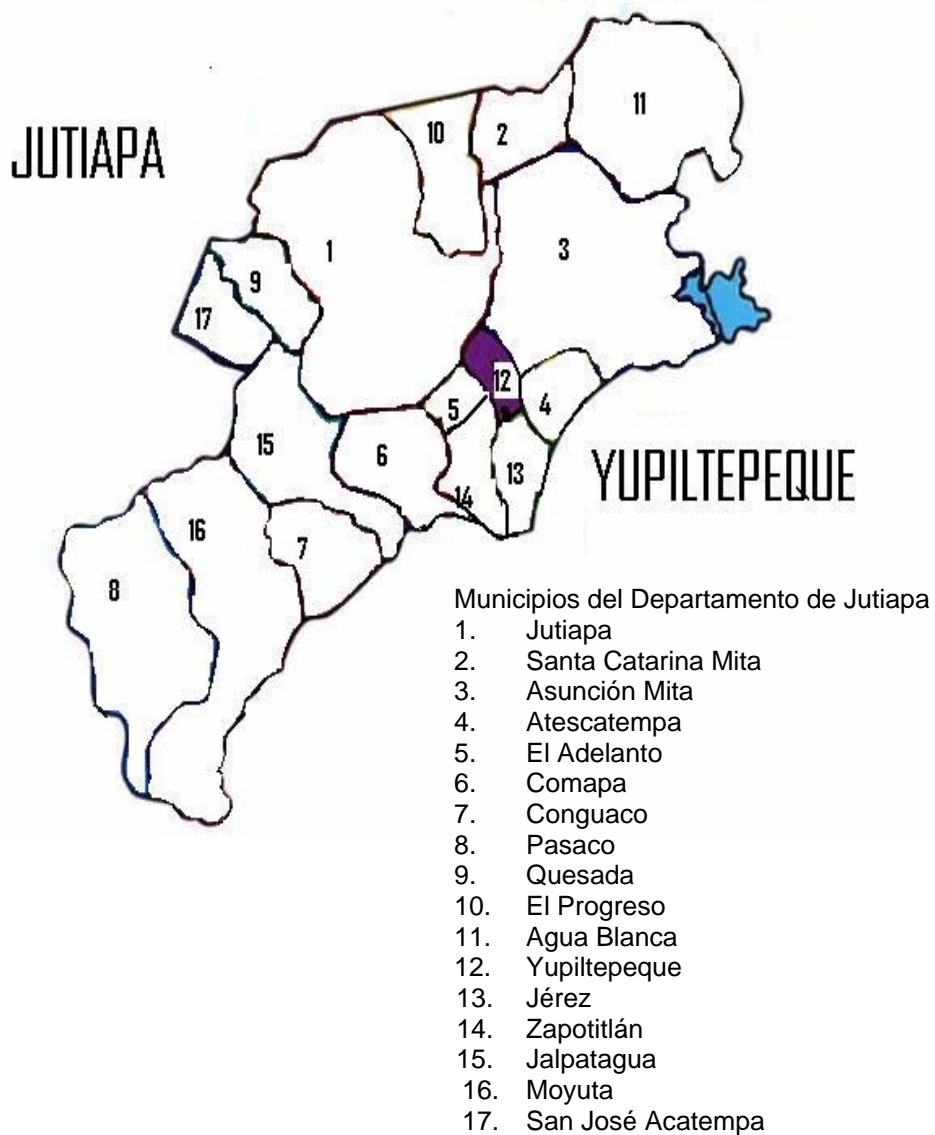 11
10
2
JUTIAPA
1
3
9
17
12
5
4
15
6
YUPILTEPEQUE
13
14
16
7
8
Municipios del Departamento de Jutiapa
1. Jutiapa
2. Santa Catarina Mita
3. Asunción Mita
4. Atescatempa
5. El Adelanto
6. Comapa
7. Conguaco
8. Pasaco
9. Quesada
10. El Progreso
11. Agua Blanca
12. Yupiltepeque
13. Jérez
14. Zapotitlán
15. Jalpatagua
16. Moyuta
17. San José Acatempa